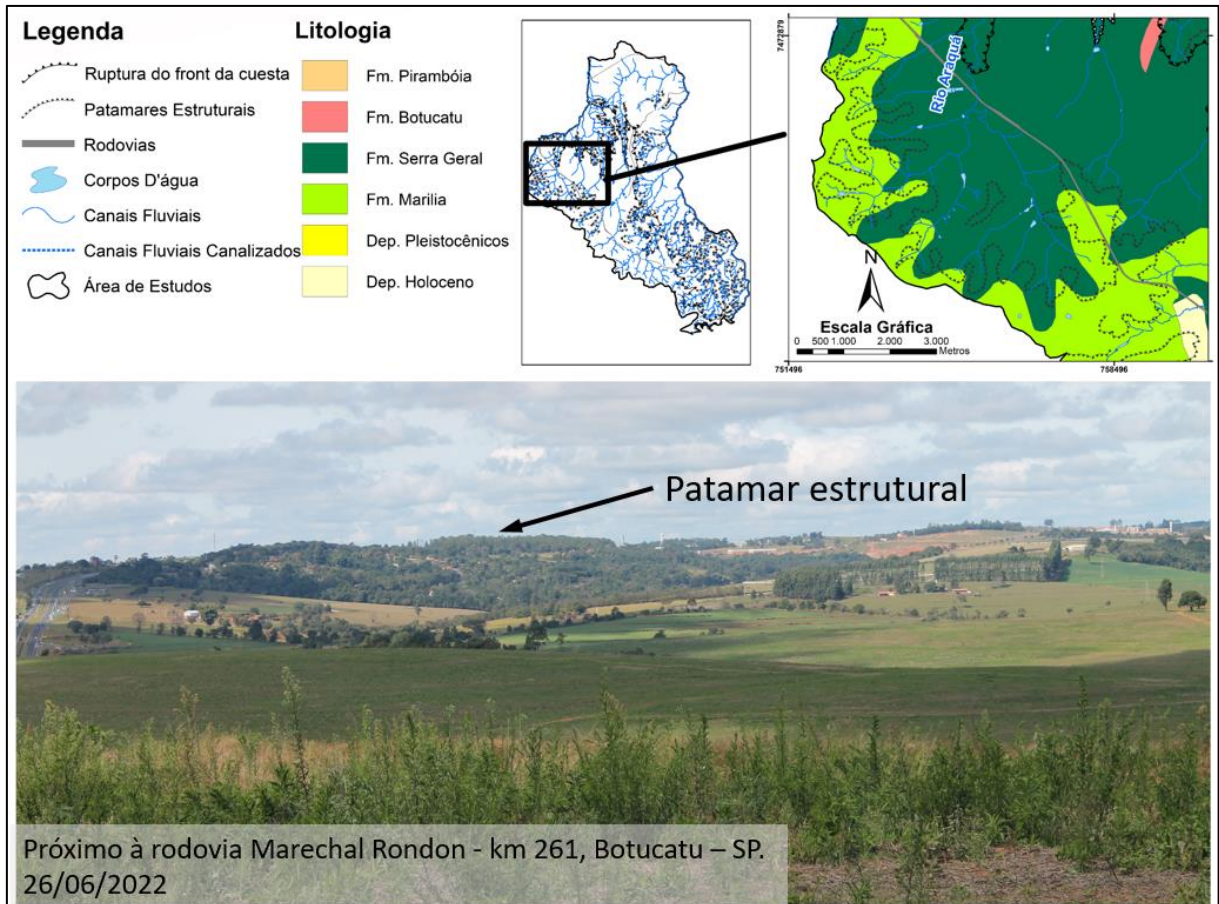 Legenda
Ruptura do front da cuesta
Patamares Estruturais
Rodovias
Corpos D'água
Canais Fluviais
Canais Fluviais Canalizados
Área de Estudos
Litologia
Fm. Pirambóia
Fm. Botucatu
Fm. Serra Geral
Fm. Marilia
Dep. Pleistocênicos
Dep. Holoceno
7472879
Rio Araquá
N
Escala Gráfica
0 500 1.000 2.000 3.000
Metros
751496 758496
Patamar estrutural
Próximo à rodovia Marechal Rondon - km 261, Botucatu – SP.
26/06/2022